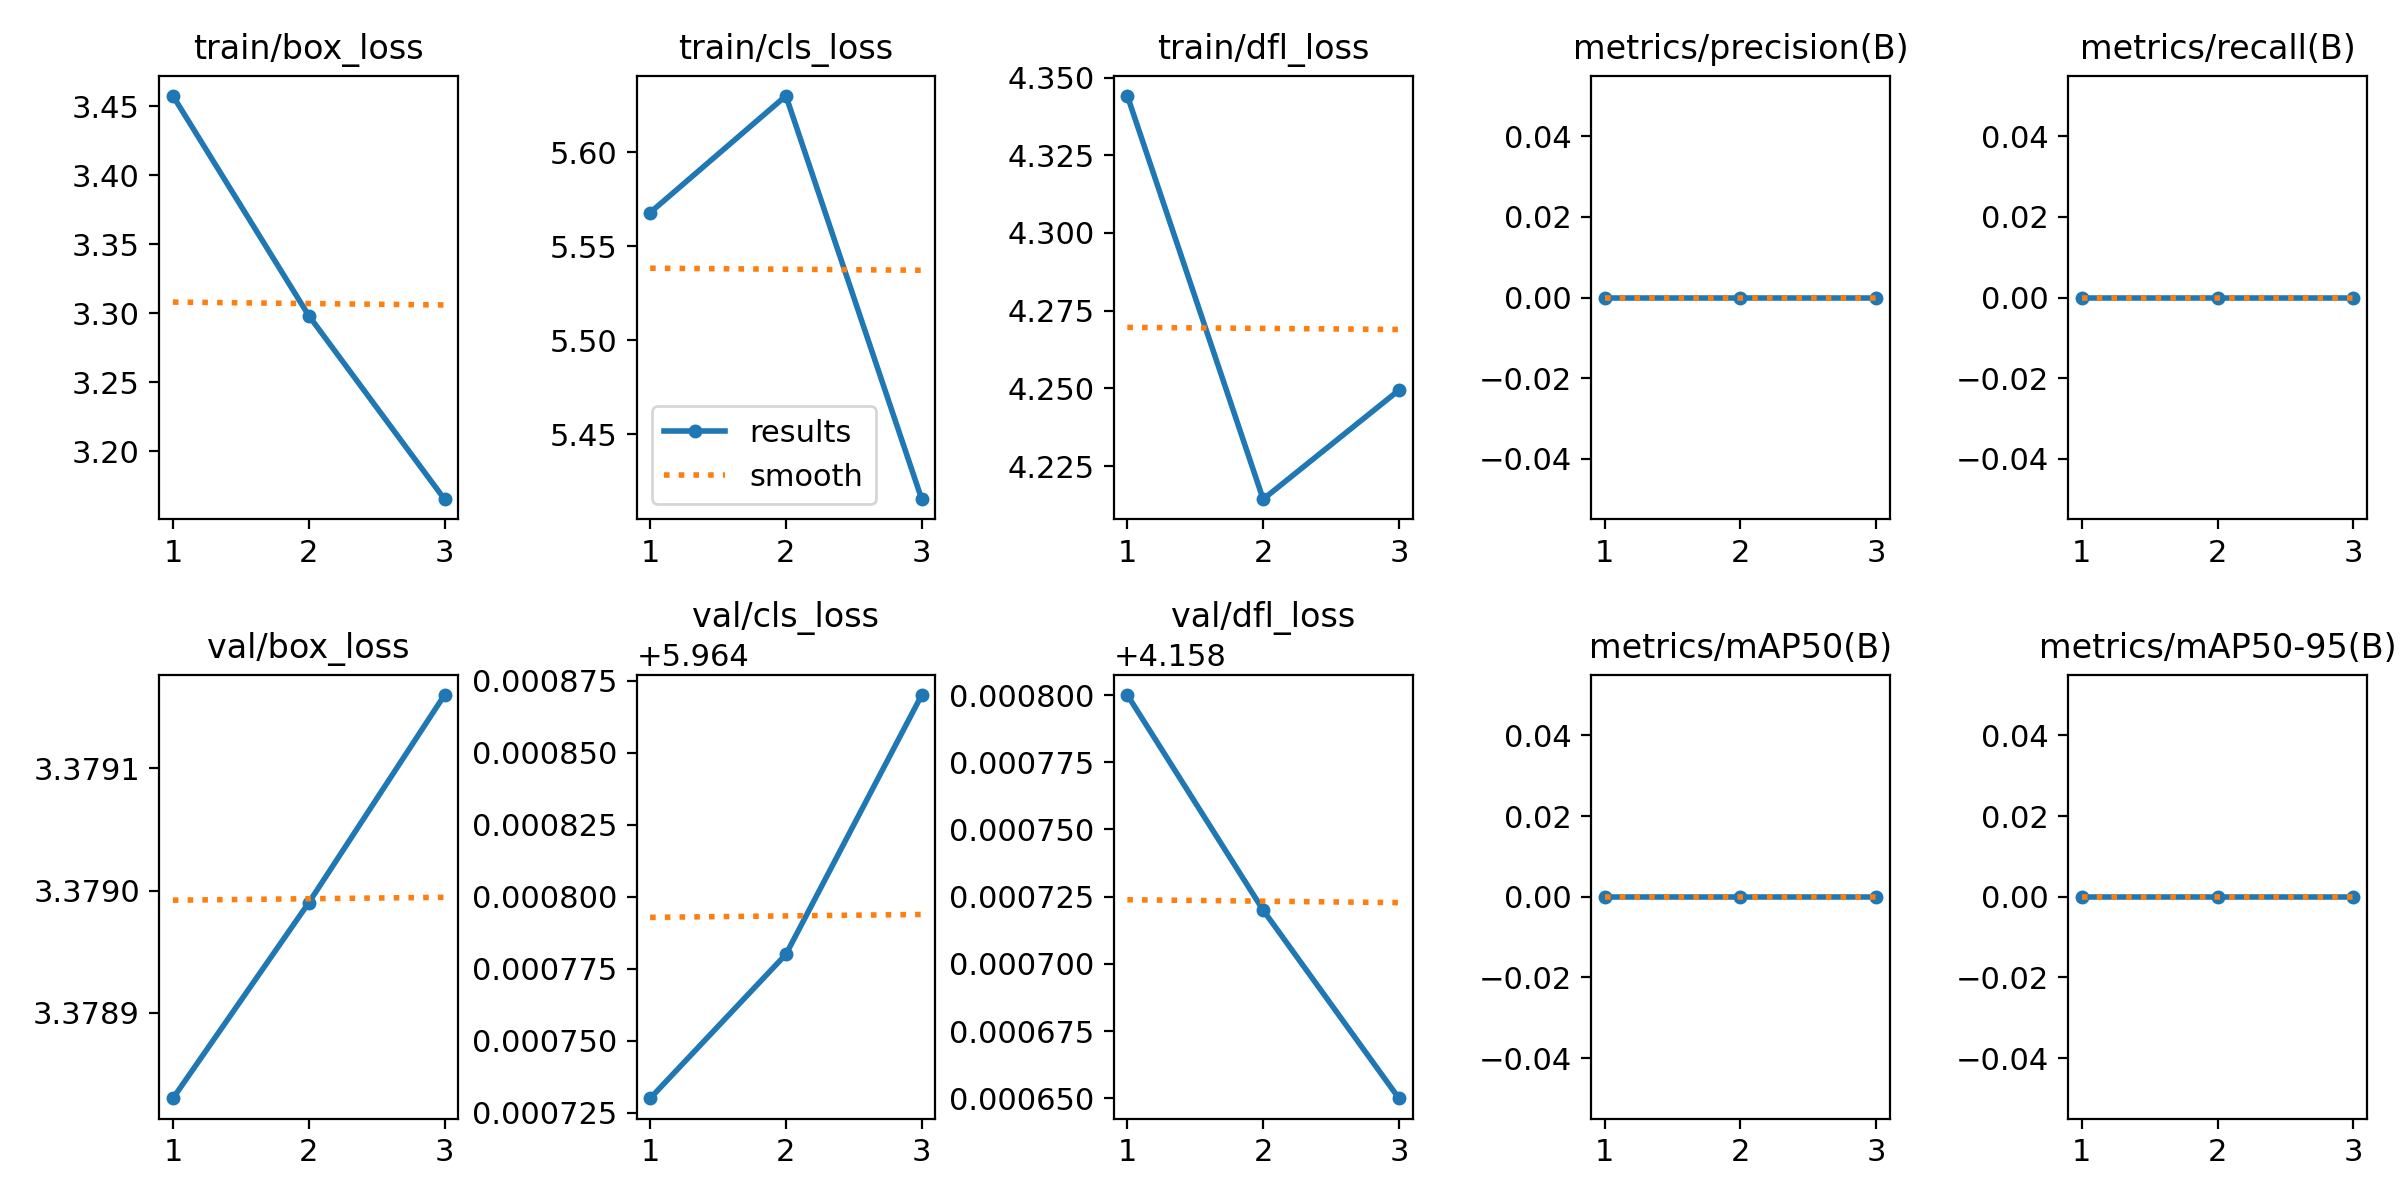 train/box_loss
3.45
3.40
3.35
3.30
3.25
3.20
1 2 3
train/cls_loss
5.60
5.55
5.50
5.45
results
smooth
1 2 3
train/dfl_loss
4.350
4.325
4.300
4.275
4.250
4.225
1 2 3
metrics/precision(B)
0.04
0.02
0.00
−0.02
−0.04
1 2 3
metrics/recall(B)
0.04
0.02
0.00
−0.02
−0.04
1 2 3
val/box_loss
3.3791
3.3790
3.3789
1 2 3
val/cls_loss
+5.964
0.000875
0.000850
0.000825
0.000800
0.000775
0.000750
0.000725
1 2 3
val/dfl_loss
+4.158
0.000800
0.000775
0.000750
0.000725
0.000700
0.000675
0.000650
1 2 3
metrics/mAP50(B)
0.04
0.02
0.00
−0.02
−0.04
1 2 3
metrics/mAP50-95(B)
0.04
0.02
0.00
−0.02
−0.04
1 2 3